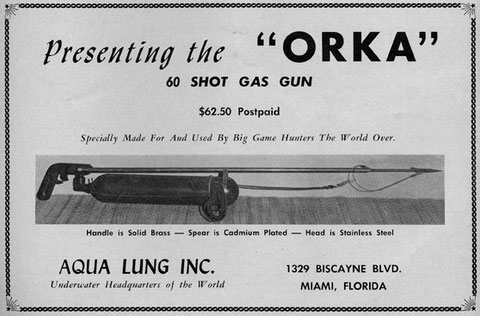 Presenting the "ORKA"
60 SHOT GAS GUN
$62.50 Postpaid
Specially Made For And Used By Big Game Hunters The World Over.
Handle is Solid Brass — Spear is Cadmium Plated — Head is Stainless Steel
AQUA LUNG INC.
Underwater Headquarters of the World
1329 BISCAYNE BLVD.
MIAMI, FLORIDA